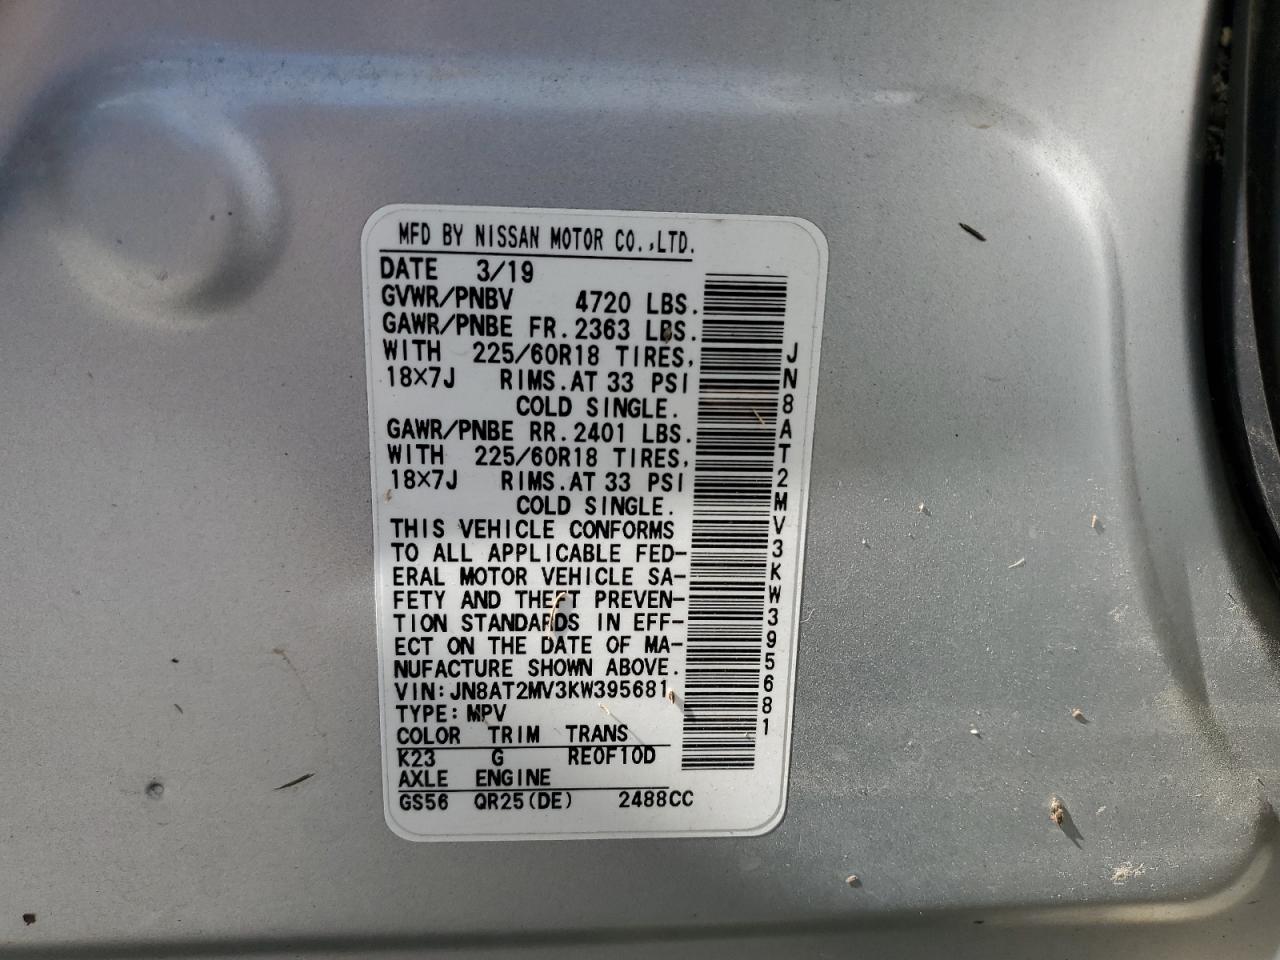 MFD BY NISSAN MOTOR CO.,LTD.
DATE 3/19
GVWR/PNBV 4720 LBS.
GAWR/PNBE FR.2363 LBS.
WITH 225/60R18 TIRES,
18×7J RIMS.AT 33 PSI
COLD SINGLE.
GAWR/PNBE RR.2401 LBS.
WITH 225/60R18 TIRES,
18×7J RIMS.AT 33 PSI
COLD SINGLE.
THIS VEHICLE CONFORMS
TO ALL APPLICABLE FED-
ERAL MOTOR VEHICLE SA-
FETY AND THEFT PREVEN-
TION STANDARDS IN EFF-
ECT ON THE DATE OF MA-
NUFACTURE SHOWN ABOVE.
VIN:JN8AT2MV3KW395681
TYPE:MPV
COLOR TRIM TRANS
K23 G RE0F10D
AXLE ENGINE
GS56 QR25(DE) 2488CC
JN8AT2MV3KW395681